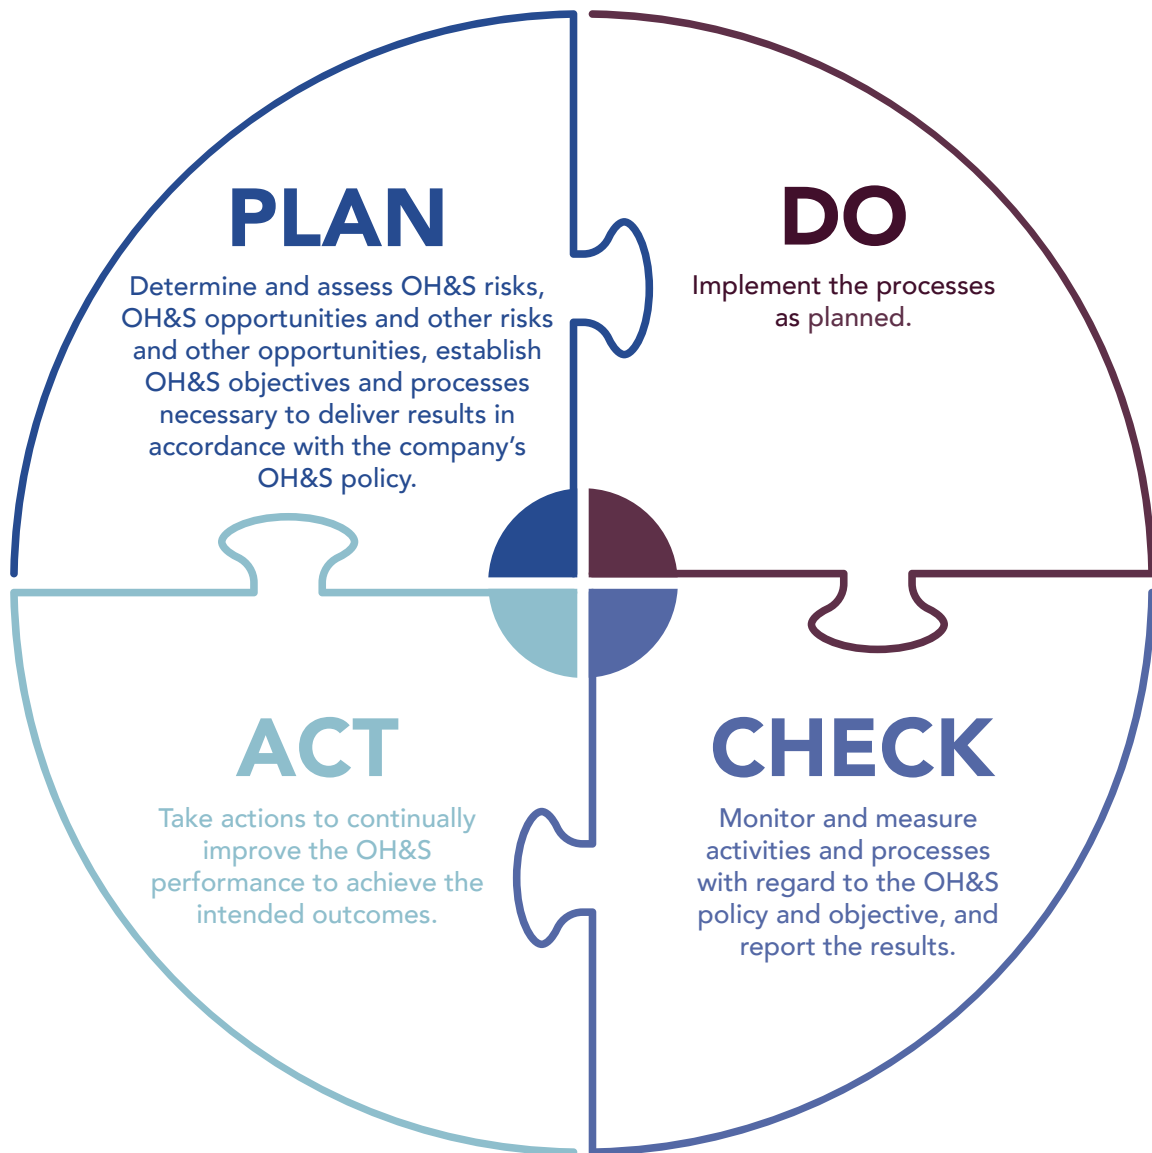 PLAN
Determine and assess OH&S risks,
OH&S opportunities and other risks
and other opportunities, establish
OH&S objectives and processes
necessary to deliver results in
accordance with the company’s
OH&S policy.
DO
Implement the processes
as planned.
ACT
Take actions to continually
improve the OH&S
performance to achieve the
intended outcomes.
CHECK
Monitor and measure
activities and processes
with regard to the OH&S
policy and objective, and
report the results.